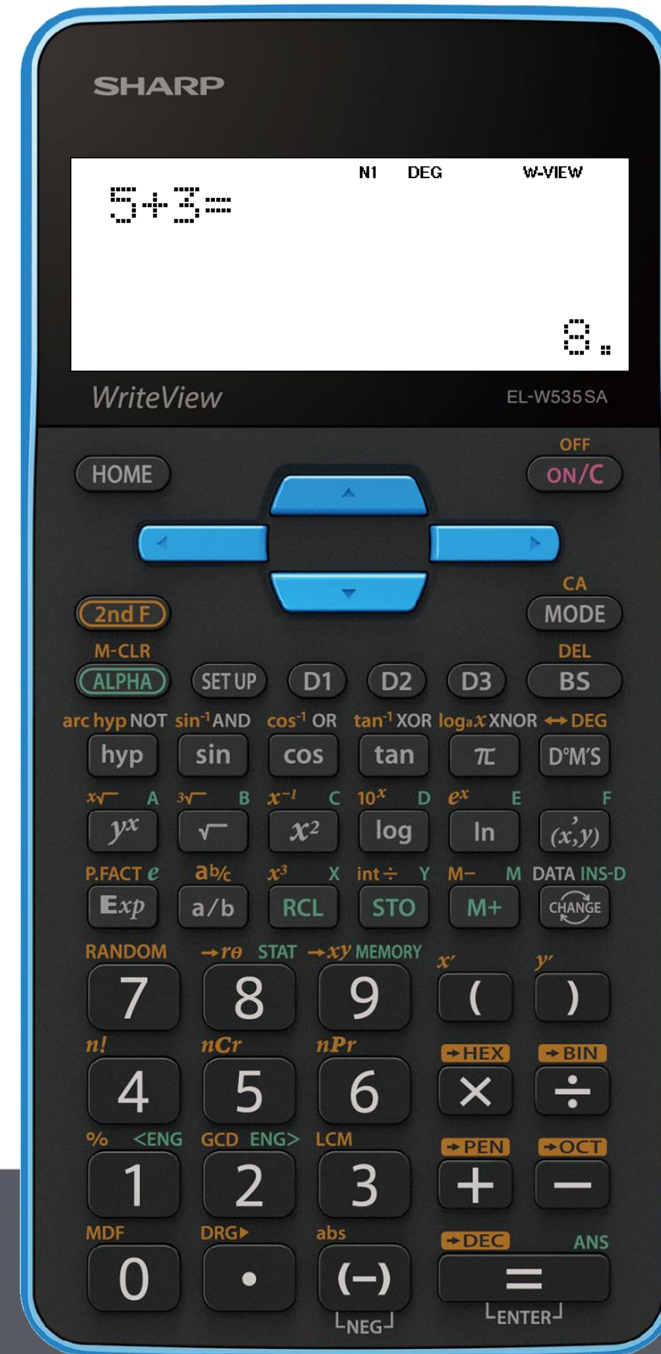 SHARP
N1 DEG W-VIEW
5+3=
8.
WriteView EL-W535SA
OFF
HOME ON/C
CA
2nd F MODE
M-CLR DEL
ALPHA SET UP D1 D2 D3 BS
arc hyp NOT sin⁻¹ AND cos⁻¹ OR tan⁻¹ XOR logₐx XNOR ↔DEG
hyp sin cos tan π D°M'S
x√ A ³√ B x⁻¹ C 10ˣ D eˣ E F
yˣ √ x² log ln (x,y)
P.FACT e ab/c x³ X int÷ Y M− M DATA INS-D
Exp a/b RCL STO M+ CHANGE
RANDOM →rθ STAT →xy MEMORY x′ y′
7 8 9 ( )
n! nCr nPr →HEX →BIN
4 5 6 × ÷
% <ENG GCD ENG> LCM →PEN →OCT
1 2 3 + −
MDF DRG▶ abs →DEC ANS
0 • (−) =
NEG ENTER